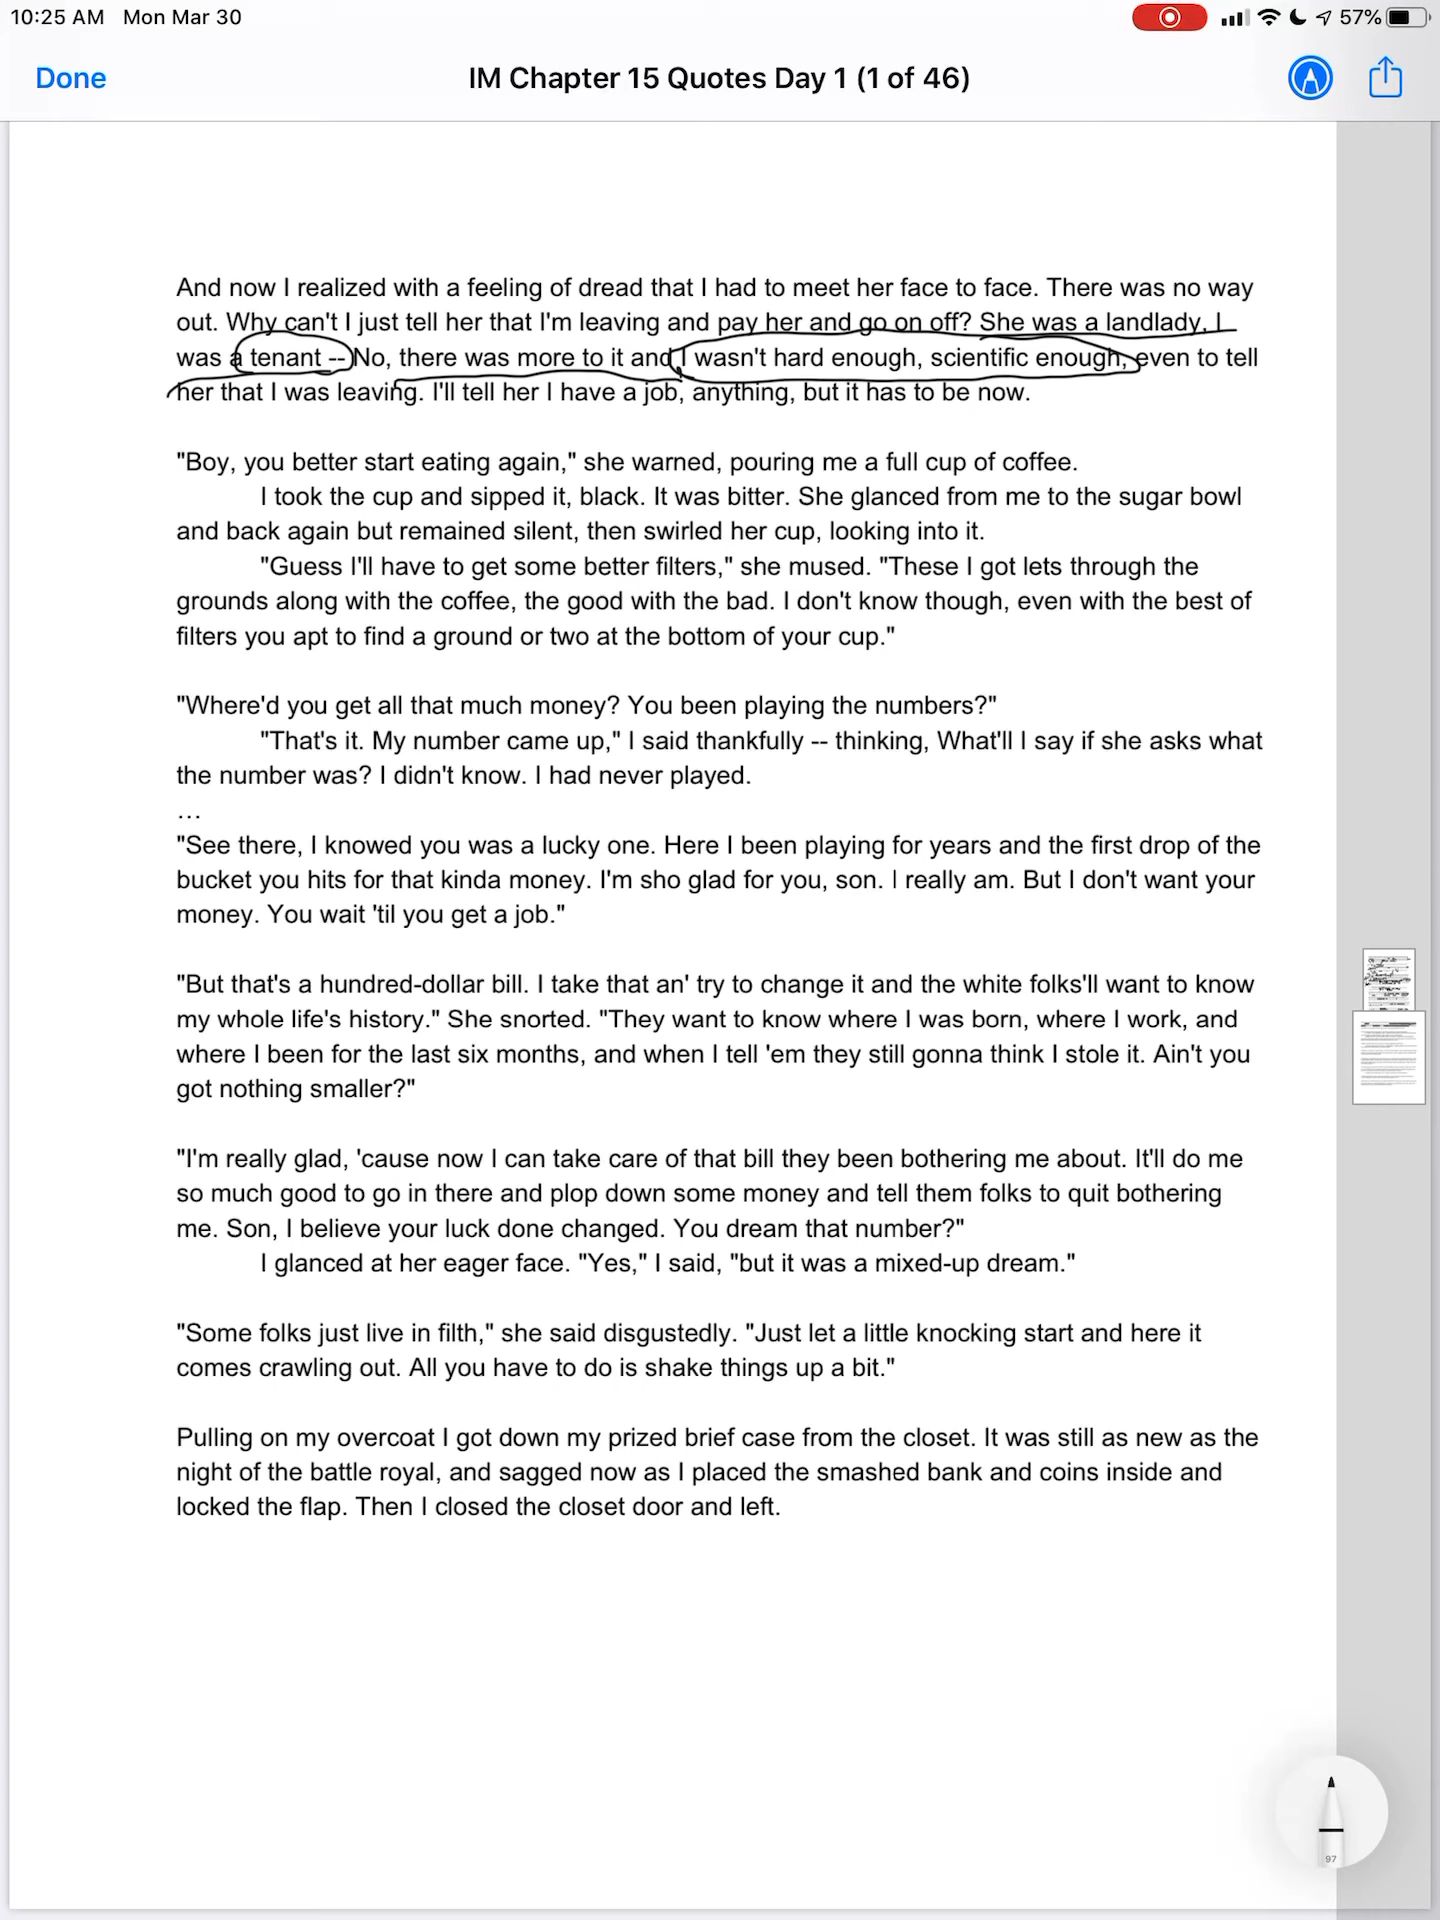 10:25 AM Mon Mar 30
57%
Done
IM Chapter 15 Quotes Day 1 (1 of 46)
And now I realized with a feeling of dread that I had to meet her face to face. There was no way
out. Why can't I just tell her that I'm leaving and pay her and go on off? She was a landlady, I
was a tenant -- No, there was more to it and I wasn't hard enough, scientific enough, even to tell
her that I was leaving. I'll tell her I have a job, anything, but it has to be now.
"Boy, you better start eating again," she warned, pouring me a full cup of coffee.
I took the cup and sipped it, black. It was bitter. She glanced from me to the sugar bowl
and back again but remained silent, then swirled her cup, looking into it.
"Guess I'll have to get some better filters," she mused. "These I got lets through the
grounds along with the coffee, the good with the bad. I don't know though, even with the best of
filters you apt to find a ground or two at the bottom of your cup."
"Where'd you get all that much money? You been playing the numbers?"
"That's it. My number came up," I said thankfully -- thinking, What'll I say if she asks what
the number was? I didn't know. I had never played.
…
"See there, I knowed you was a lucky one. Here I been playing for years and the first drop of the
bucket you hits for that kinda money. I'm sho glad for you, son. I really am. But I don't want your
money. You wait 'til you get a job."
"But that's a hundred-dollar bill. I take that an' try to change it and the white folks'll want to know
my whole life's history." She snorted. "They want to know where I was born, where I work, and
where I been for the last six months, and when I tell 'em they still gonna think I stole it. Ain't you
got nothing smaller?"
"I'm really glad, 'cause now I can take care of that bill they been bothering me about. It'll do me
so much good to go in there and plop down some money and tell them folks to quit bothering
me. Son, I believe your luck done changed. You dream that number?"
I glanced at her eager face. "Yes," I said, "but it was a mixed-up dream."
"Some folks just live in filth," she said disgustedly. "Just let a little knocking start and here it
comes crawling out. All you have to do is shake things up a bit."
Pulling on my overcoat I got down my prized brief case from the closet. It was still as new as the
night of the battle royal, and sagged now as I placed the smashed bank and coins inside and
locked the flap. Then I closed the closet door and left.
97